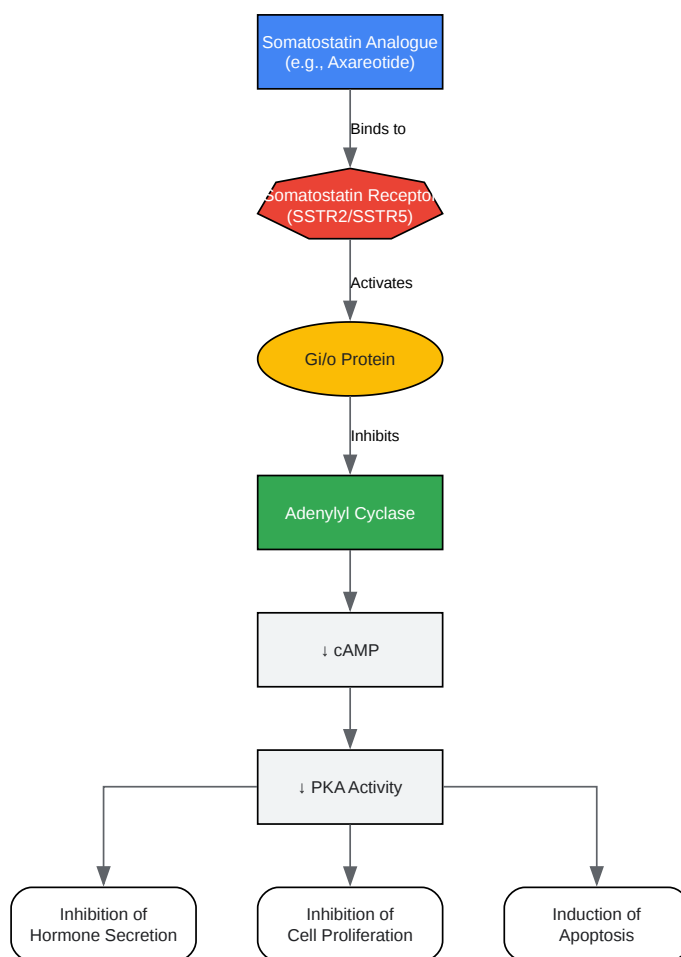 Somatostatin Analogue
(e.g., Axareotide)
Binds to
Somatostatin Receptor
(SSTR2/SSTR5)
Activates
Gi/o Protein
Inhibits
Adenylyl Cyclase
↓ cAMP
↓ PKA Activity
Inhibition of
Hormone Secretion
Inhibition of
Cell Proliferation
Induction of
Apoptosis